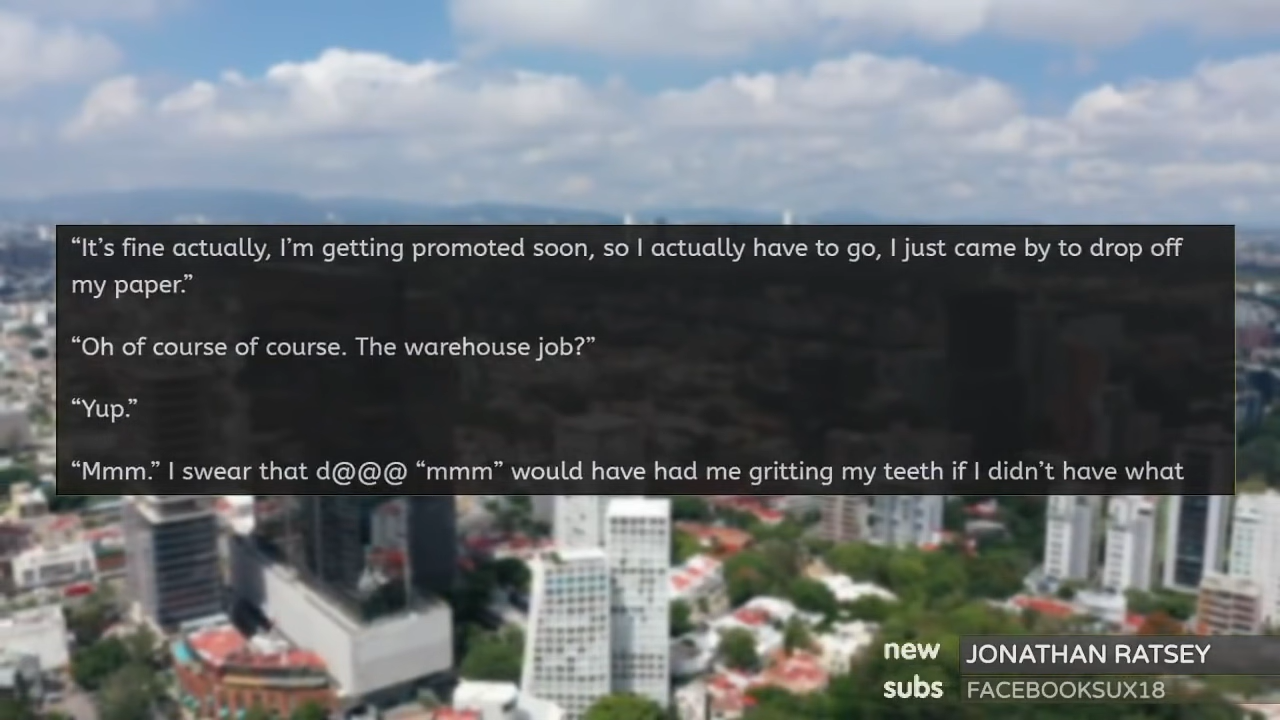 “It’s fine actually, I’m getting promoted soon, so I actually have to go, I just came by to drop off
my paper.”
“Oh of course of course. The warehouse job?”
“Yup.”
“Mmm.” I swear that d@@@ “mmm” would have had me gritting my teeth if I didn’t have what
new JONATHAN RATSEY
subs FACEBOOKSUX18